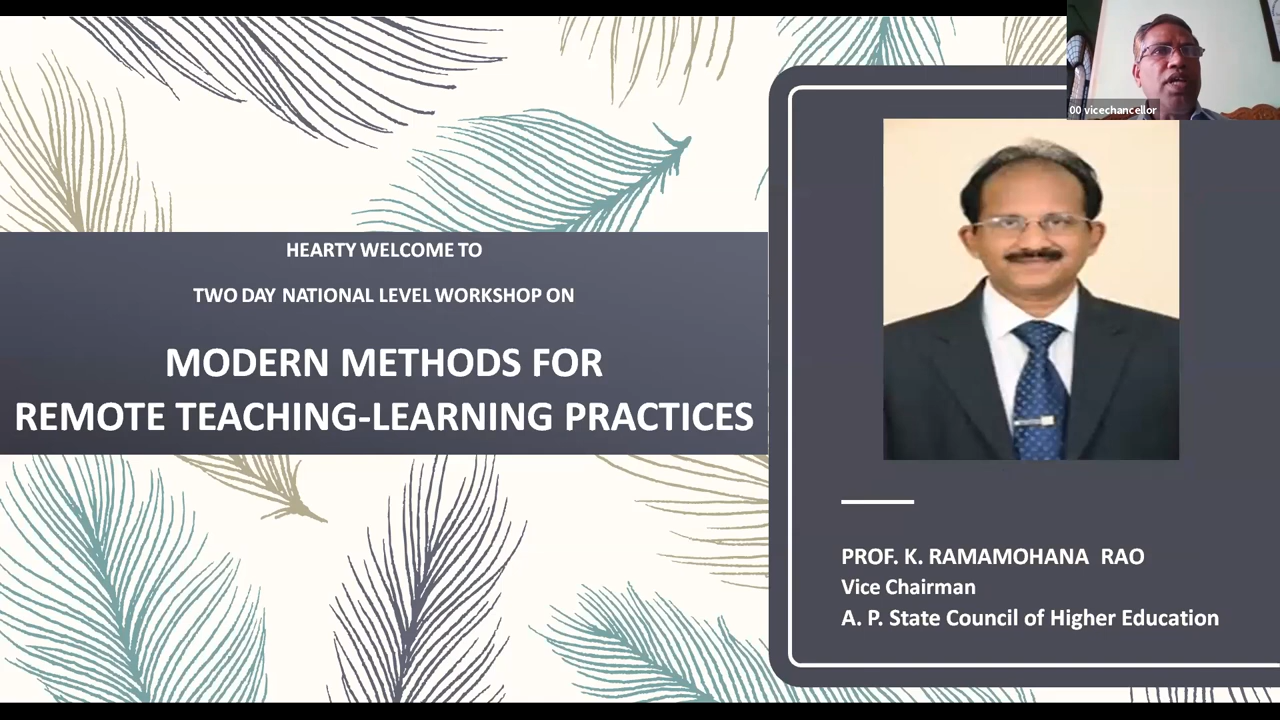 HEARTY WELCOME TO
TWO DAY NATIONAL LEVEL WORKSHOP ON
MODERN METHODS FOR
REMOTE TEACHING-LEARNING PRACTICES
00 vicechancellor
PROF. K. RAMAMOHANA RAO
Vice Chairman
A. P. State Council of Higher Education